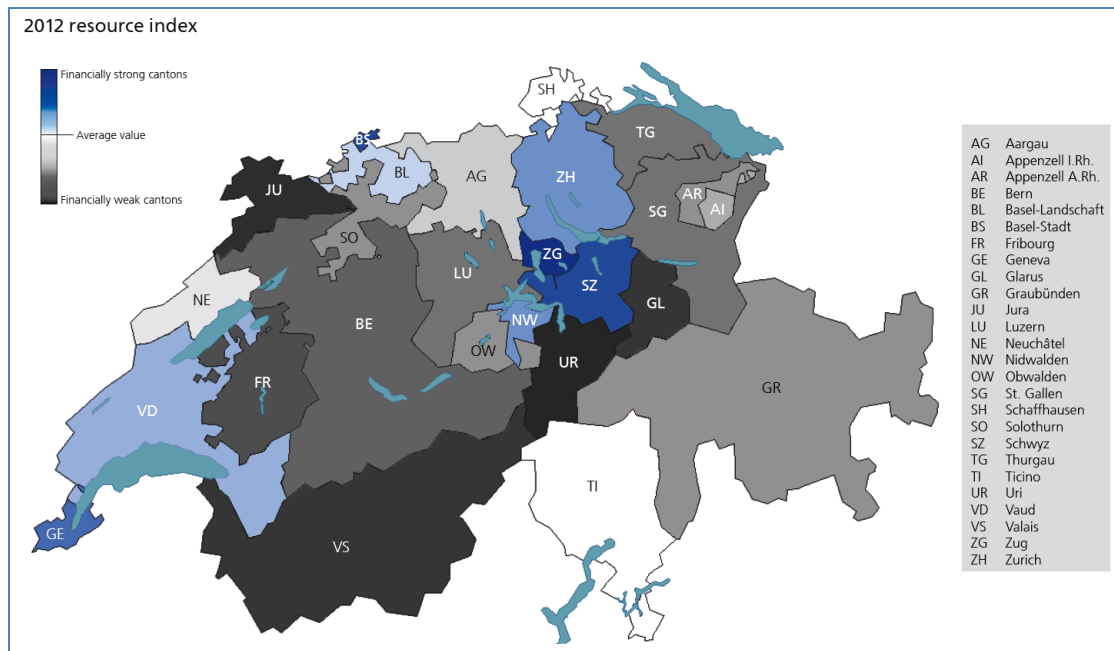 2012 resource index
Financially strong cantons
Average value
Financially weak cantons
SH
TG
BS
BL
AG
ZH
JU
AR
AI
SG
SO
ZG
LU
SZ
NE
GL
BE
NW
OW
UR
FR
GR
VD
TI
GE
VS
AG Aargau
AI Appenzell I.Rh.
AR Appenzell A.Rh.
BE Bern
BL Basel-Landschaft
BS Basel-Stadt
FR Fribourg
GE Geneva
GL Glarus
GR Graubünden
JU Jura
LU Luzern
NE Neuchâtel
NW Nidwalden
OW Obwalden
SG St. Gallen
SH Schaffhausen
SO Solothurn
SZ Schwyz
TG Thurgau
TI Ticino
UR Uri
VD Vaud
VS Valais
ZG Zug
ZH Zurich